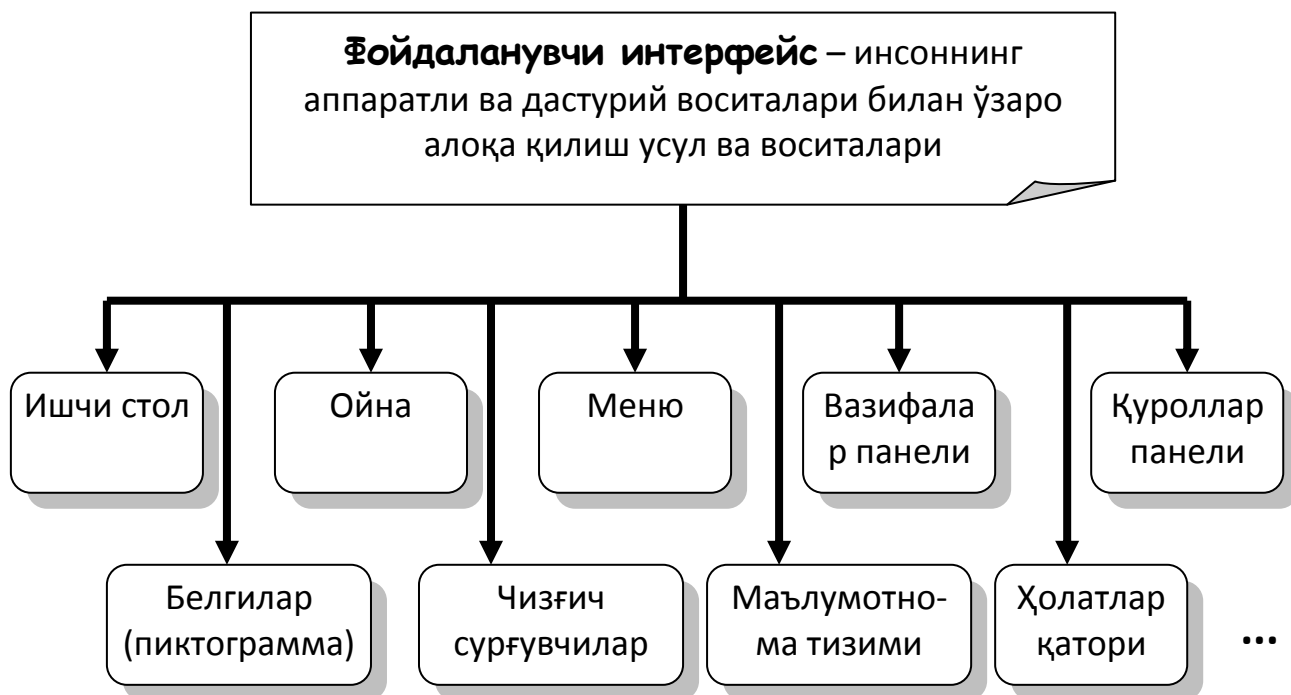 Фойдаланувчи интерфейс – инсоннинг
аппаратли ва дастурий воситалари билан ўзаро
алоқа қилиш усул ва воситалари
Ишчи стол
Ойна
Меню
Вазифала
р панели
Қуроллар
панели
Белгилар
(пиктограмма)
Чизғич
сурғувчилар
Маълумотно-
ма тизими
Ҳолатлар
қатори
...